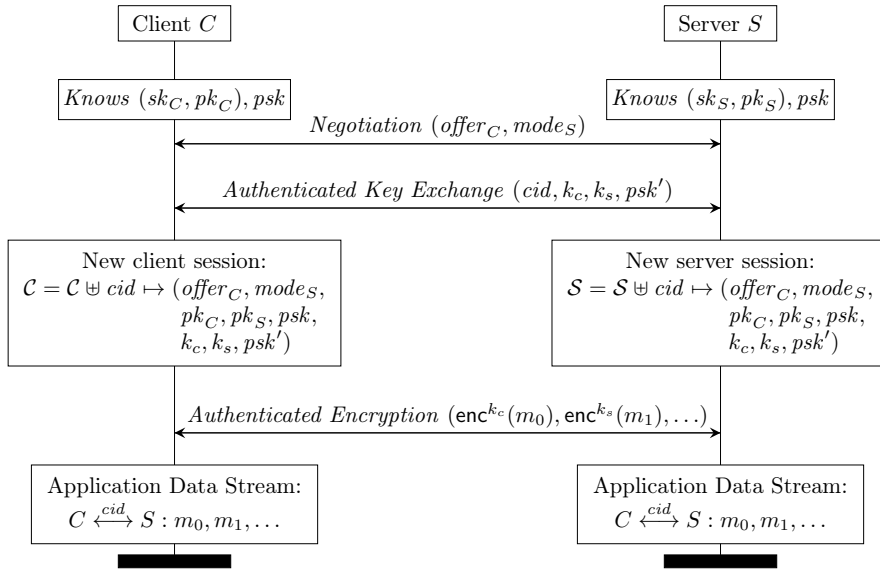 Client C
Server S
Knows (sk_C, pk_C), psk
Knows (sk_S, pk_S), psk
Negotiation (offer_C, mode_S)
Authenticated Key Exchange (cid, k_c, k_s, psk′)
New client session:
𝒞 = 𝒞 ⊎ cid ↦ (offer_C, mode_S,
pk_C, pk_S, psk,
k_c, k_s, psk′)
New server session:
𝒮 = 𝒮 ⊎ cid ↦ (offer_C, mode_S,
pk_C, pk_S, psk,
k_c, k_s, psk′)
Authenticated Encryption (enc^{k_c}(m_0), enc^{k_s}(m_1), . . .)
Application Data Stream:
C ⟷^{cid} S : m_0, m_1, . . .
Application Data Stream:
C ⟷^{cid} S : m_0, m_1, . . .